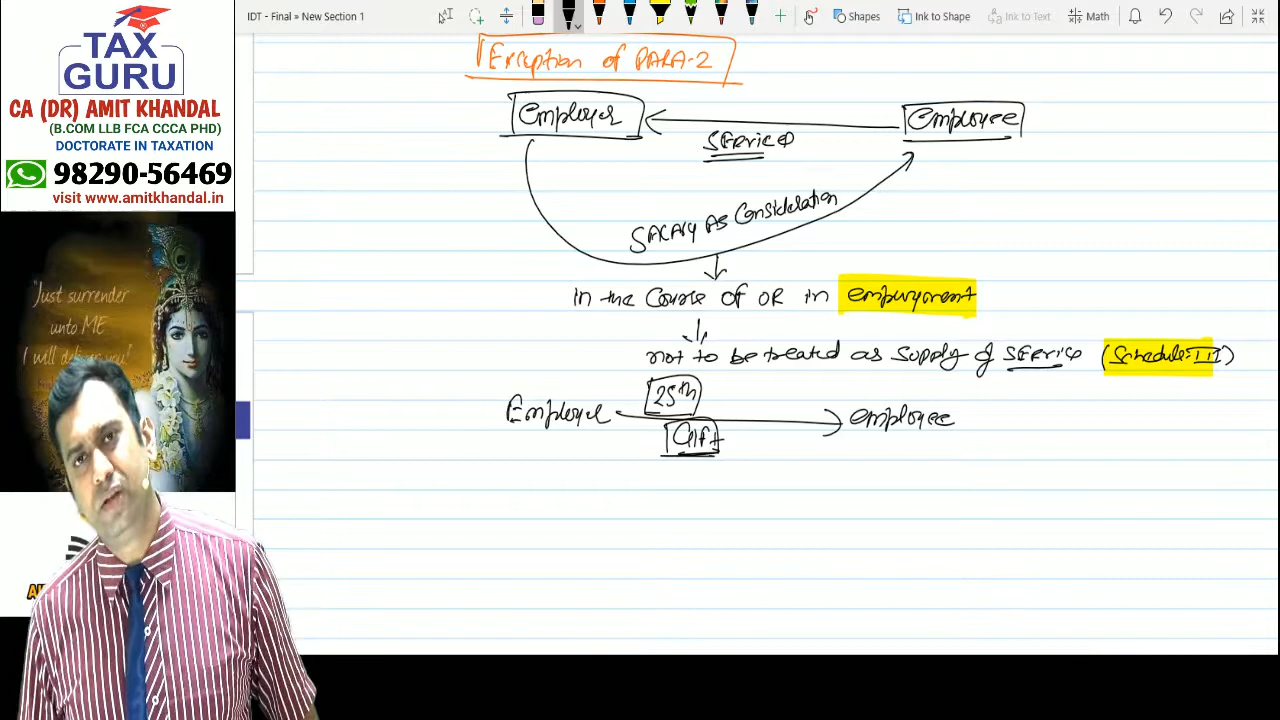 IDT - Final » New Section 1
Shapes
Ink to Shape
Ink to Text
Math
TAX
GURU
CA (DR) AMIT KHANDAL
(B.COM LLB FCA CCCA PHD)
DOCTORATE IN TAXATION
98290-56469
visit www.amitkhandal.in
"Just surrender
unto ME
I will
you"
Exception of PARA-2
Employer
Employee
SERVICE
SALARY AS Consideration
in the Course of OR in employment
not to be treated as supply of SERVICE (Schedule-III)
25th
Employer
employee
Gift